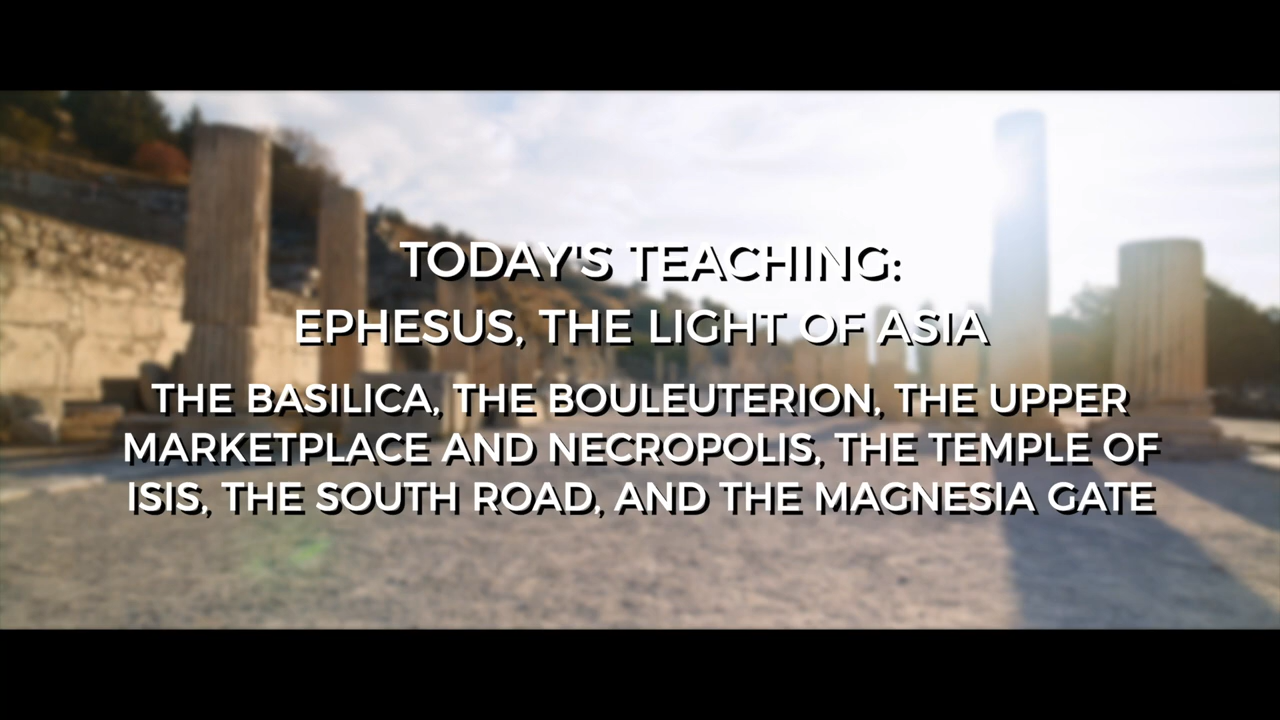 TODAY'S TEACHING:
EPHESUS, THE LIGHT OF ASIA
THE BASILICA, THE BOULEUTERION, THE UPPER
MARKETPLACE AND NECROPOLIS, THE TEMPLE OF
ISIS, THE SOUTH ROAD, AND THE MAGNESIA GATE